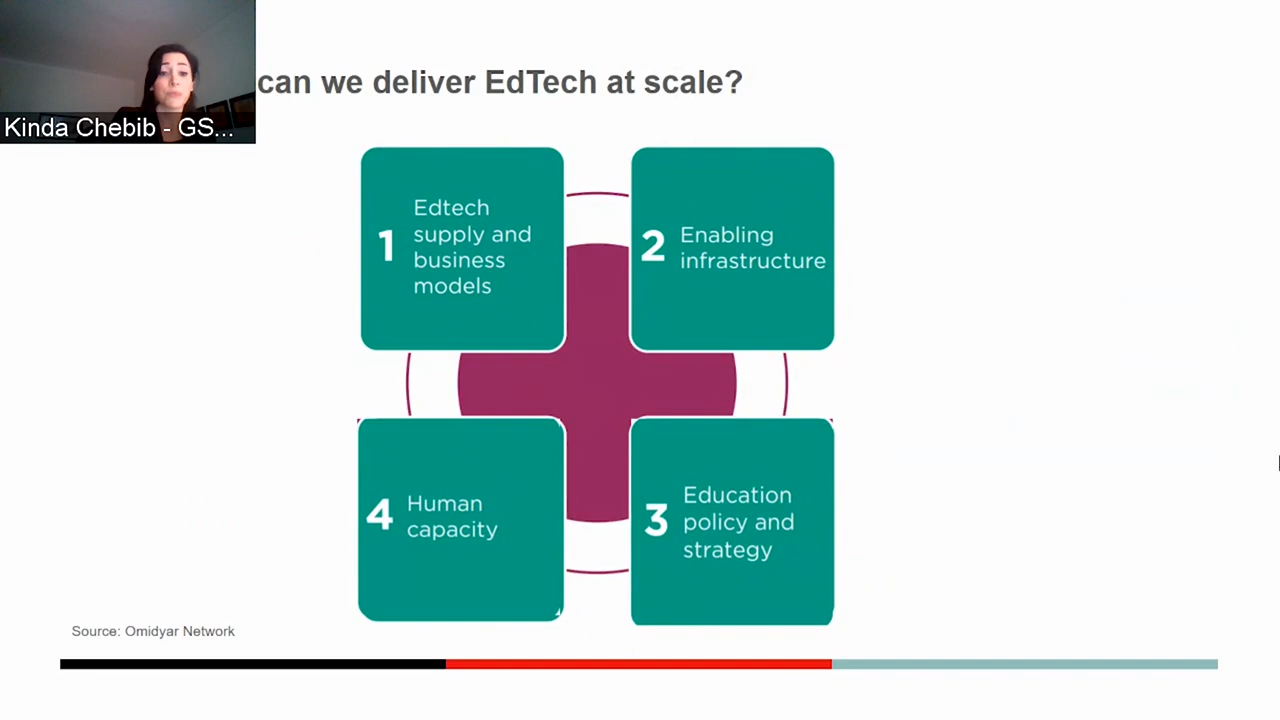 can we deliver EdTech at scale?
Kinda Chebib - GS...
1
Edtech
supply and
business
models
2
Enabling
infrastructure
4
Human
capacity
3
Education
policy and
strategy
Source: Omidyar Network